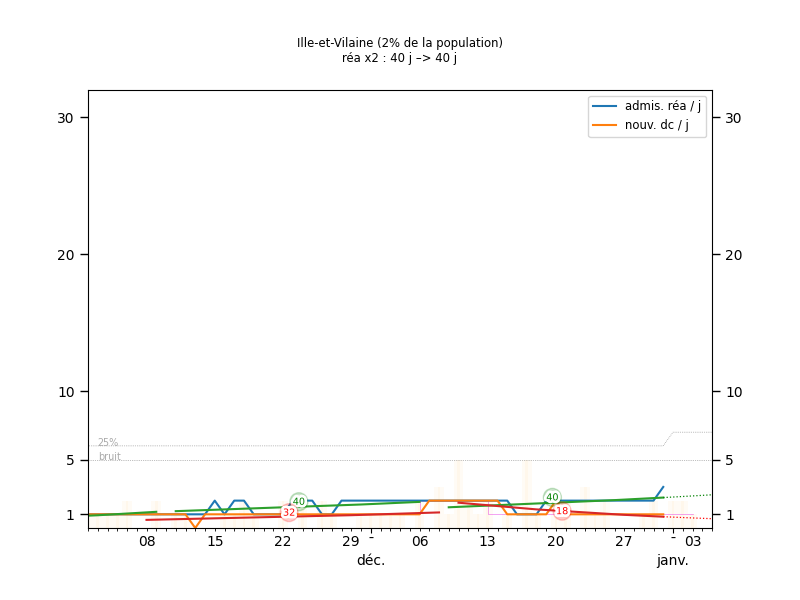 Ille-et-Vilaine (2% de la population)
réa x2 : 40 j –> 40 j
admis. réa / j
nouv. dc / j
30 30
20 20
10 10
25%
bruit
5 5
40 40
32 18
1 1
08 15 22 29 - 06 13 20 27 - 03
déc. janv.